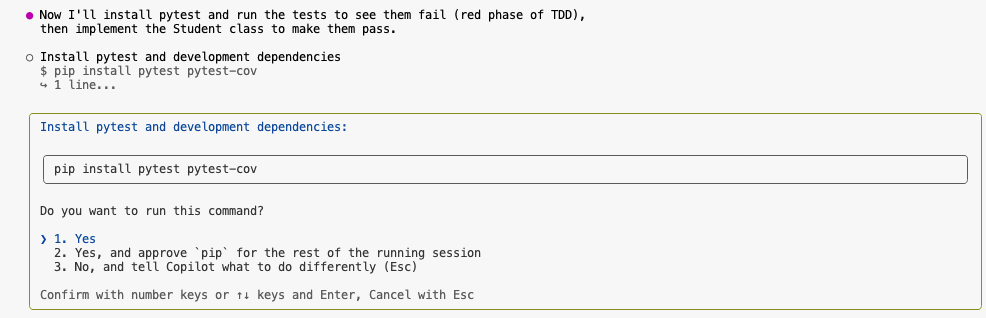 ● Now I'll install pytest and run the tests to see them fail (red phase of TDD),
then implement the Student class to make them pass.
○ Install pytest and development dependencies
$ pip install pytest pytest-cov
↪ 1 line...
Install pytest and development dependencies:
pip install pytest pytest-cov
Do you want to run this command?
❯ 1. Yes
2. Yes, and approve `pip` for the rest of the running session
3. No, and tell Copilot what to do differently (Esc)
Confirm with number keys or ↑↓ keys and Enter, Cancel with Esc